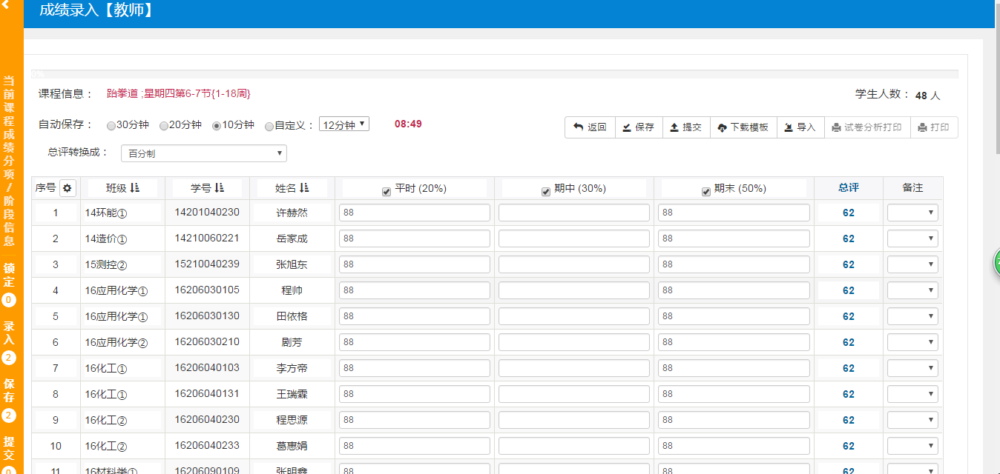 成绩录入【教师】
当前课程成绩分项/阶段信息
锁定
0
录入
2
保存
2
提交
0%
课程信息： 跆拳道 ;星期四第6-7节{1-18周} 学生人数： 48 人
自动保存： 30分钟 20分钟 10分钟 自定义： 12分钟 08:49 返回 保存 提交 下载模板 导入 试卷分析打印 打印
总评转换成： 百分制
序号 班级 学号 姓名 平时 (20%) 期中 (30%) 期末 (50%) 总评 备注
1 14环能① 14201040230 许赫然 88 88 62
2 14造价① 14210060221 岳家成 88 88 62
3 15测控② 15210040239 张旭东 88 88 62
4 16应用化学① 16206030105 程帅 88 88 62
5 16应用化学① 16206030130 田依格 88 88 62
6 16应用化学② 16206030210 剧芳 88 88 62
7 16化工① 16206040103 李方帝 88 88 62
8 16化工① 16206040131 王瑞霖 88 88 62
9 16化工② 16206040230 程思源 88 88 62
10 16化工② 16206040233 葛惠娟 88 88 62
11 16材料类① 16206090109 张明鑫 88 88 62